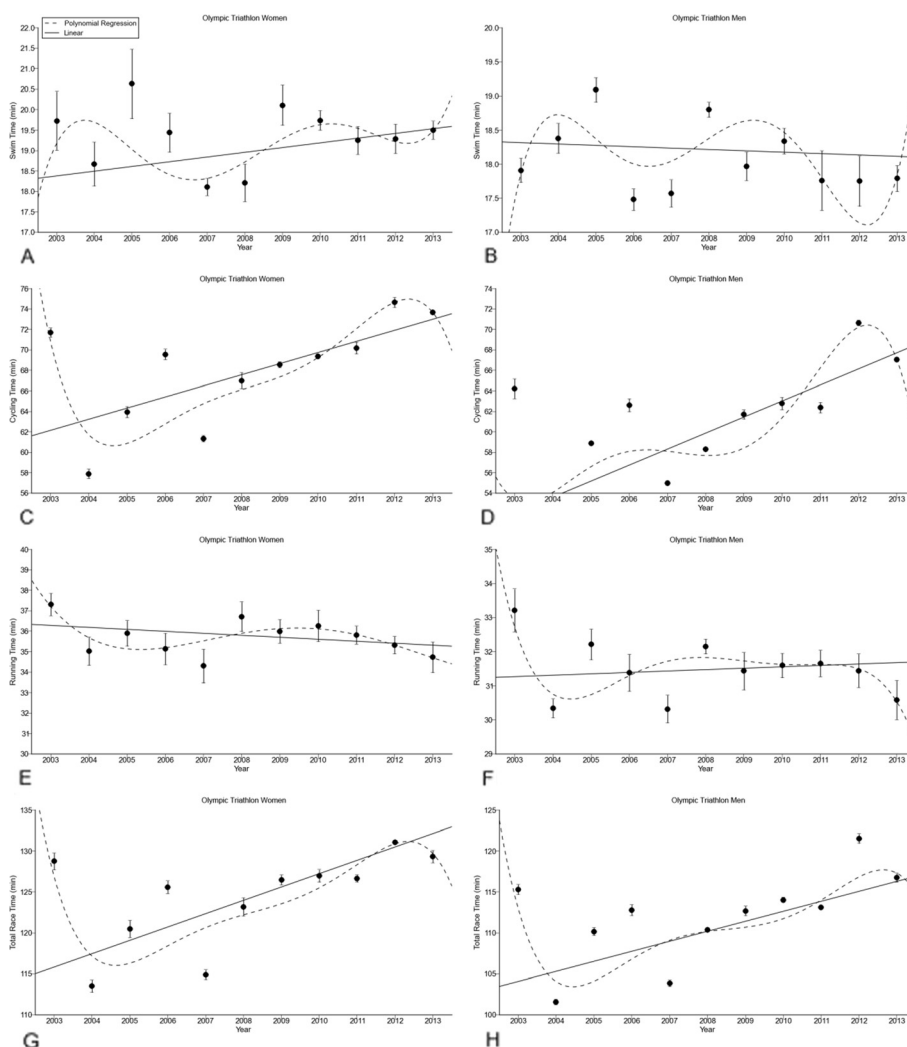 Olympic Triathlon Women
Polynomial Regression
Linear
22.0
21.5
21.0
20.5
20.0
19.5
19.0
18.5
18.0
17.5
17.0
Swim Time (min)
2003 2004 2005 2006 2007 2008 2009 2010 2011 2012 2013
Year
A
Olympic Triathlon Men
20.0
19.5
19.0
18.5
18.0
17.5
17.0
Swim Time (min)
2003 2004 2005 2006 2007 2008 2009 2010 2011 2012 2013
Year
B
Olympic Triathlon Women
76
74
72
70
68
66
64
62
60
58
56
Cycling Time (min)
2003 2004 2005 2006 2007 2008 2009 2010 2011 2012 2013
Year
C
Olympic Triathlon Men
74
72
70
68
66
64
62
60
58
56
54
Cycling Time (min)
2003 2004 2005 2006 2007 2008 2009 2010 2011 2012 2013
Year
D
Olympic Triathlon Women
40
39
38
37
36
35
34
33
32
31
30
Running Time (min)
2003 2004 2005 2006 2007 2008 2009 2010 2011 2012 2013
Year
E
Olympic Triathlon Men
35
34
33
32
31
30
29
Running Time (min)
2003 2004 2005 2006 2007 2008 2009 2010 2011 2012 2013
Year
F
Olympic Triathlon Women
135
130
125
120
115
110
Total Race Time (min)
2003 2004 2005 2006 2007 2008 2009 2010 2011 2012 2013
Year
G
Olympic Triathlon Men
125
120
115
110
105
100
Total Race Time (min)
2003 2004 2005 2006 2007 2008 2009 2010 2011 2012 2013
Year
H